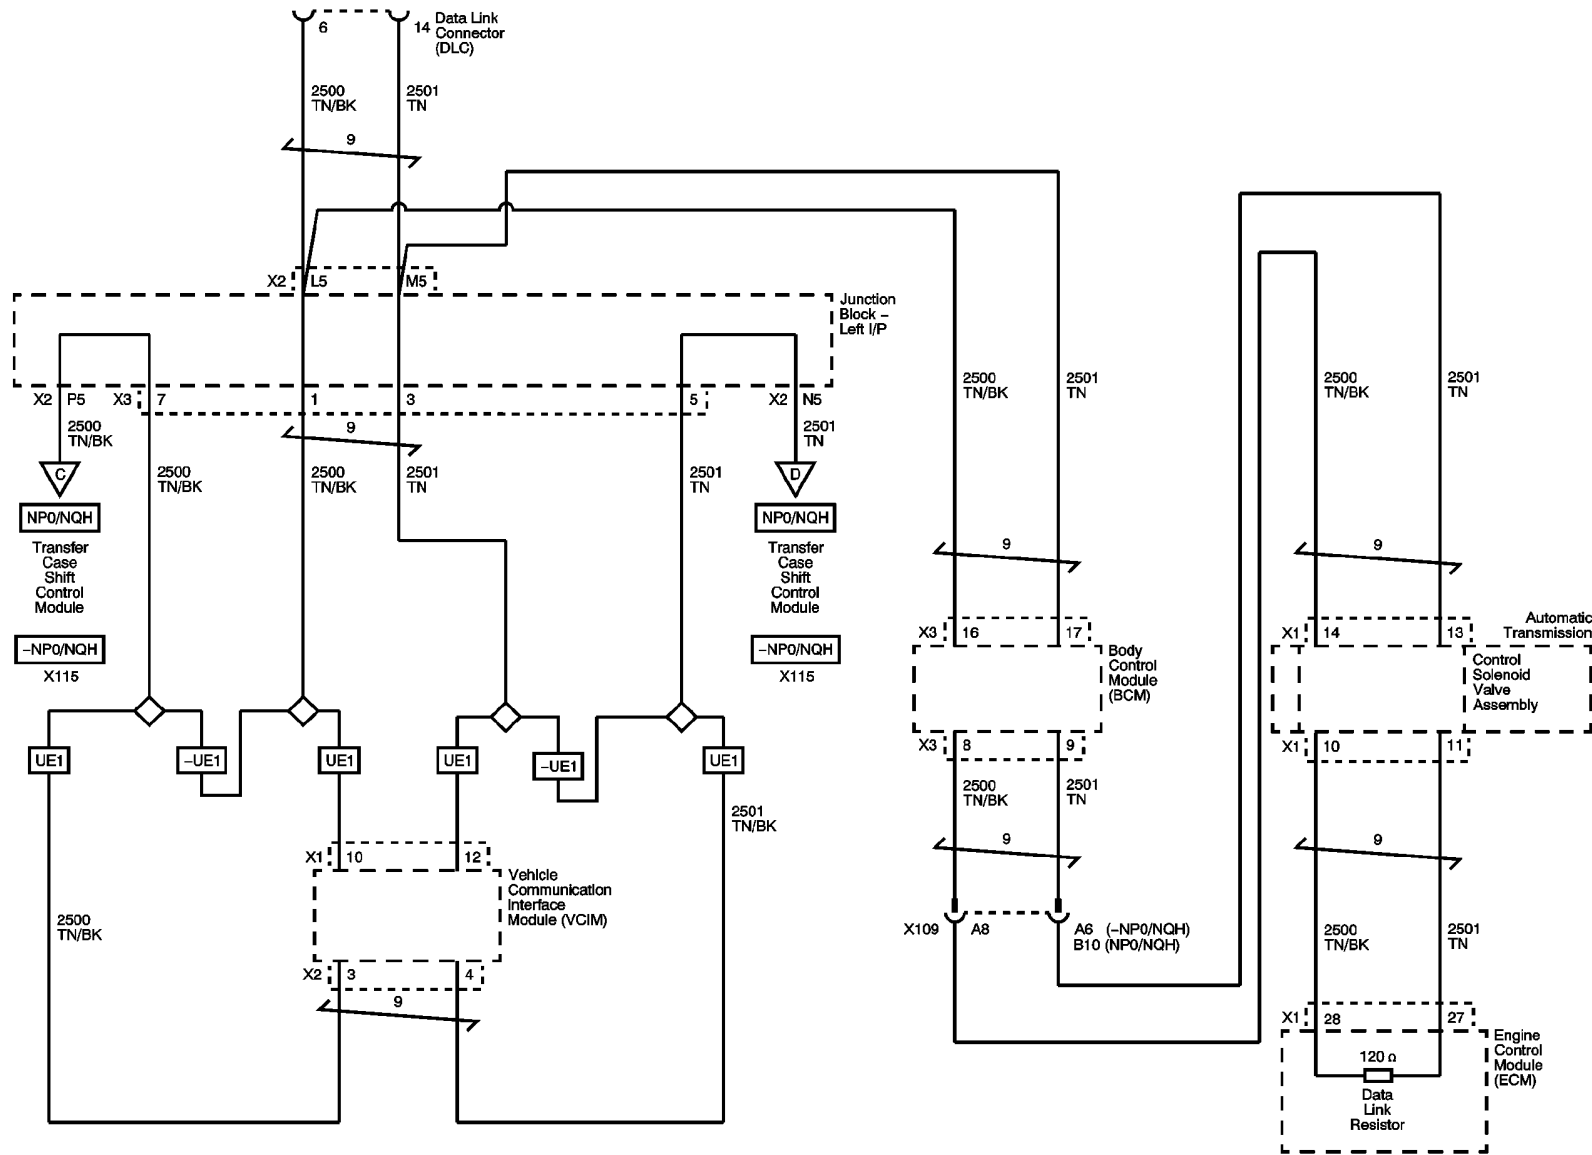 6
14
Data Link
Connector
(DLC)
2500
TN/BK
2501
TN
9
X2
L5
M5
Junction
Block –
Left I/P
X2
P5
X3
7
1
3
5
X2
N5
2500
TN/BK
9
2501
TN
2500
TN/BK
2500
TN/BK
2501
TN
2501
TN
C
D
NP0/NQH
NP0/NQH
Transfer
Case
Shift
Control
Module
Transfer
Case
Shift
Control
Module
–NP0/NQH
X115
–NP0/NQH
X115
UE1
–UE1
UE1
UE1
–UE1
UE1
2501
TN/BK
X1
10
12
Vehicle
Communication
Interface
Module (VCIM)
2500
TN/BK
X2
3
4
9
2500
TN/BK
2501
TN
9
X3
16
17
Body
Control
Module
(BCM)
X3
8
9
2500
TN/BK
2501
TN
9
X109
A8
A6 (–NP0/NQH)
B10 (NP0/NQH)
2500
TN/BK
2501
TN
9
Automatic
Transmission
X1
14
13
Control
Solenoid
Valve
Assembly
X1
10
11
9
2500
TN/BK
2501
TN
X1
28
27
Engine
Control
Module
(ECM)
120 Ω
Data
Link
Resistor